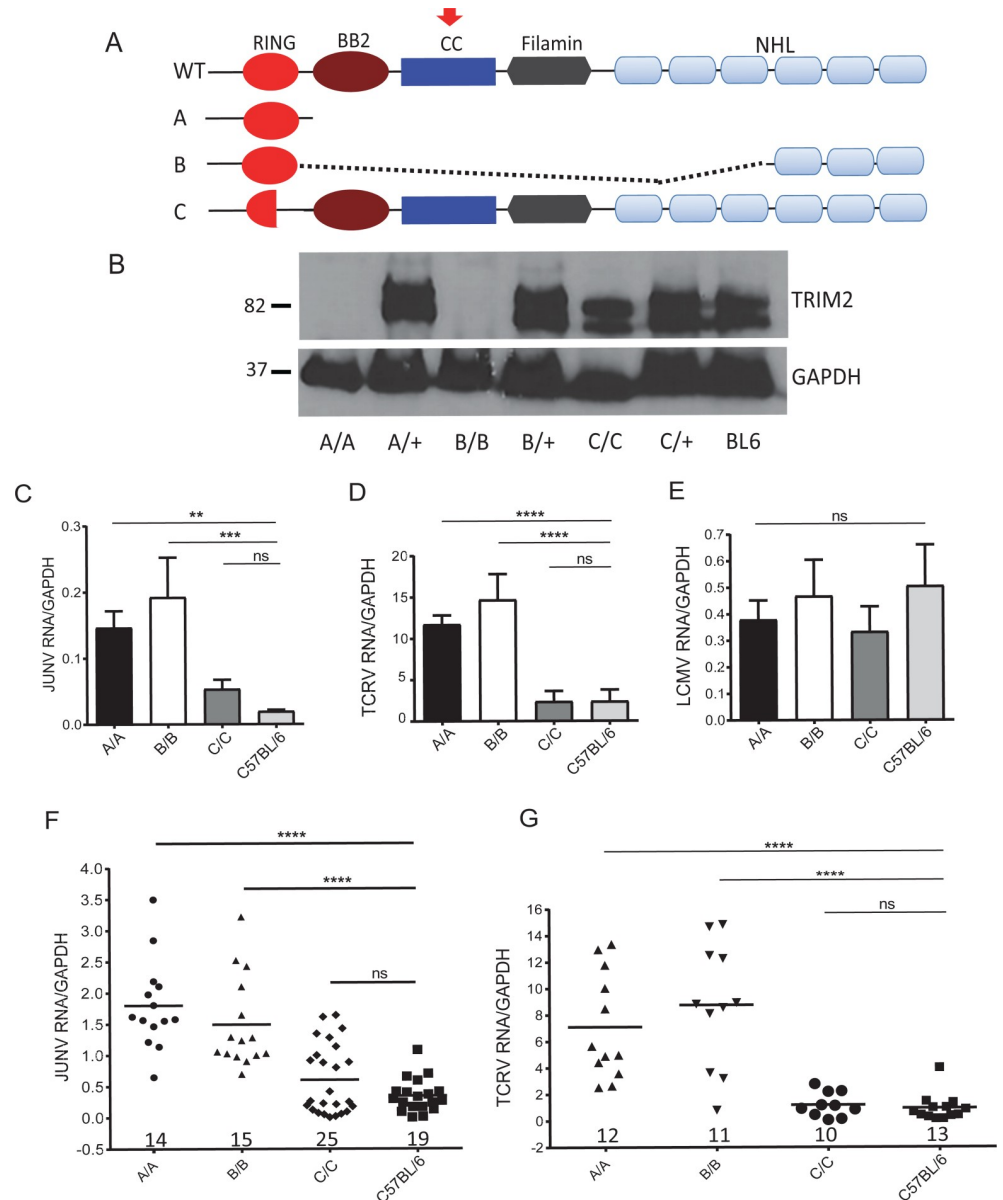 A
RING BB2 CC Filamin NHL
WT
A
B
C
B
82 TRIM2
37 GAPDH
A/A A/+ B/B B/+ C/C C/+ BL6
C
**
***
ns
JUNV RNA/GAPDH
0.3
0.2
0.1
0.0
A/A B/B C/C C57BL/6
D
****
****
ns
TCRV RNA/GAPDH
20
15
10
5
0
A/A B/B C/C C57BL/6
E
ns
LCMV RNA/GAPDH
0.7
0.6
0.5
0.4
0.3
0.2
0.1
0.0
A/A B/B C/C C57BL/6
F
****
****
ns
JUNV RNA/GAPDH
4.0
3.5
3.0
2.5
2.0
1.5
1.0
0.5
0.0
-0.5
14 15 25 19
A/A B/B C/C C57BL/6
G
****
****
ns
TCRV RNA/GAPDH
16
14
12
10
8
6
4
2
0
-2
12 11 10 13
A/A B/B C/C C57BL/6